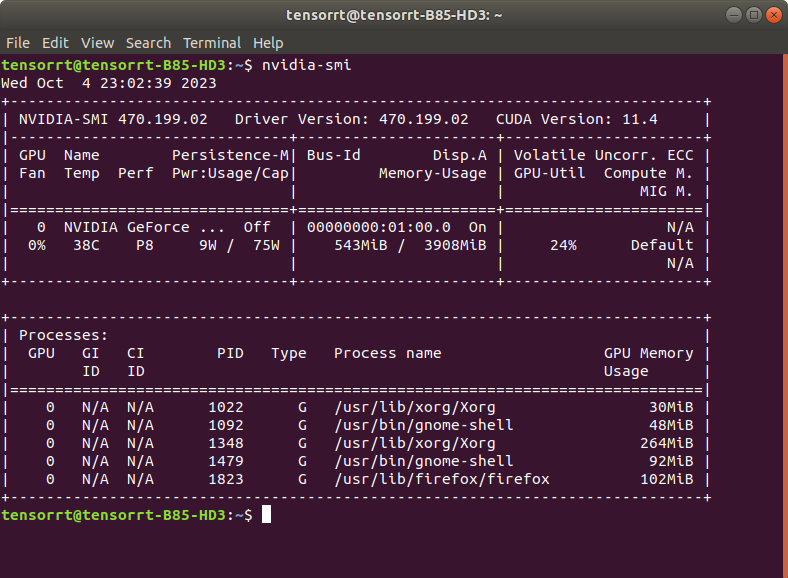 tensorrt@tensorrt-B85-HD3: ~
File Edit View Search Terminal Help
tensorrt@tensorrt-B85-HD3:~$ nvidia-smi
Wed Oct  4 23:02:39 2023
+-----------------------------------------------------------------------------+
| NVIDIA-SMI 470.199.02   Driver Version: 470.199.02   CUDA Version: 11.4     |
|-------------------------------+----------------------+----------------------+
| GPU  Name        Persistence-M| Bus-Id        Disp.A | Volatile Uncorr. ECC |
| Fan  Temp  Perf  Pwr:Usage/Cap|         Memory-Usage | GPU-Util  Compute M. |
|                               |                      |               MIG M. |
|===============================+======================+======================|
|   0  NVIDIA GeForce ...  Off  | 00000000:01:00.0  On |                  N/A |
|  0%   38C    P8     9W /  75W |    543MiB /  3908MiB |     24%      Default |
|                               |                      |                  N/A |
+-------------------------------+----------------------+----------------------+

+-----------------------------------------------------------------------------+
| Processes:                                                                  |
|  GPU   GI   CI        PID   Type   Process name                  GPU Memory |
|        ID   ID                                                   Usage      |
|=============================================================================|
|    0   N/A  N/A      1022      G   /usr/lib/xorg/Xorg                 30MiB |
|    0   N/A  N/A      1092      G   /usr/bin/gnome-shell               48MiB |
|    0   N/A  N/A      1348      G   /usr/lib/xorg/Xorg                264MiB |
|    0   N/A  N/A      1479      G   /usr/bin/gnome-shell               92MiB |
|    0   N/A  N/A      1823      G   /usr/lib/firefox/firefox          102MiB |
+-----------------------------------------------------------------------------+
tensorrt@tensorrt-B85-HD3:~$